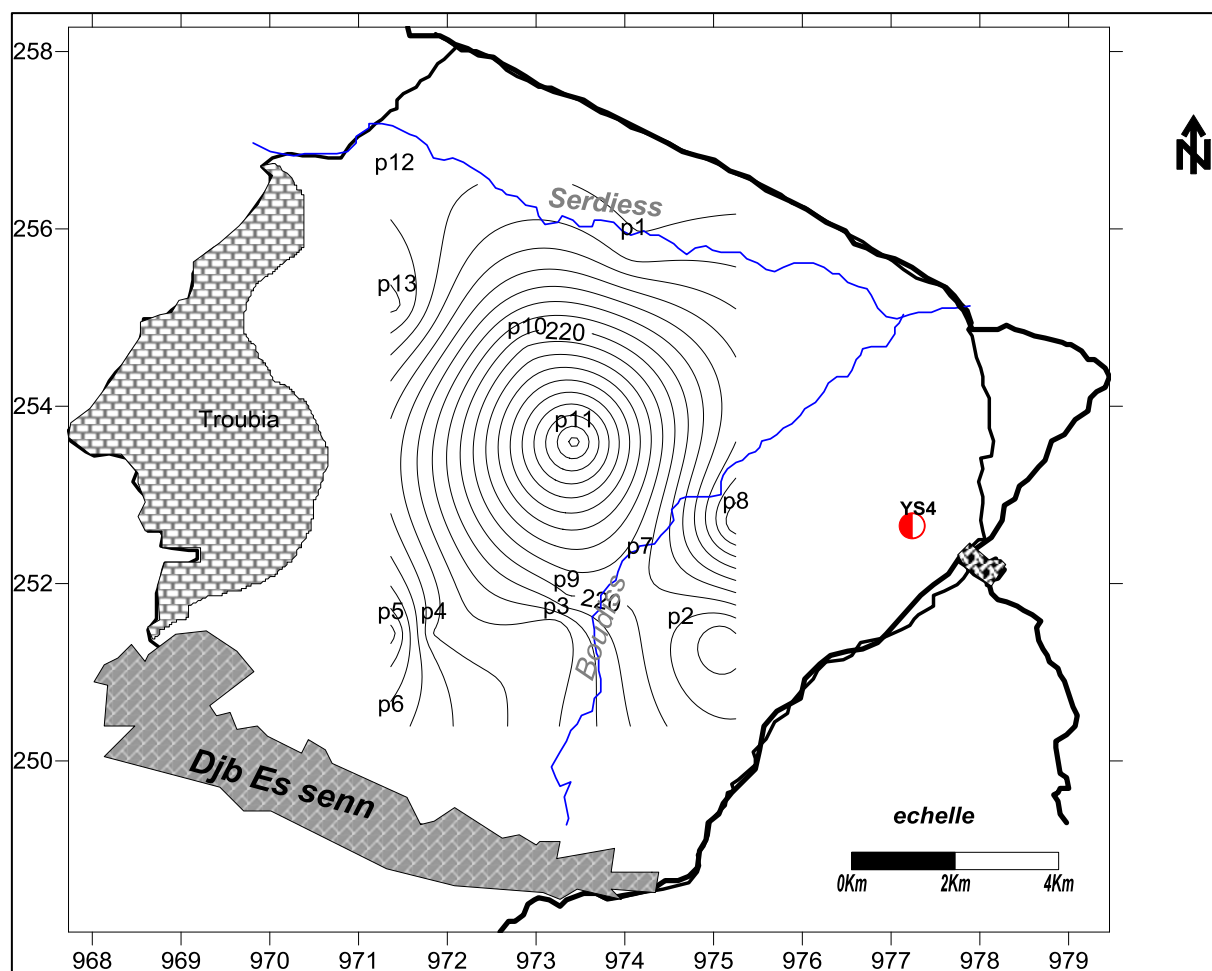 258
N
p12
Serdiess
256
p1
p13
p10 220
254
p11
Troubia
p8
YS4
p7
252
p9
220
p5
p4
p3
p2
Boudiss
p6
250
Djb Es senn
echelle
0Km 2Km 4Km
968 969 970 971 972 973 974 975 976 977 978 979